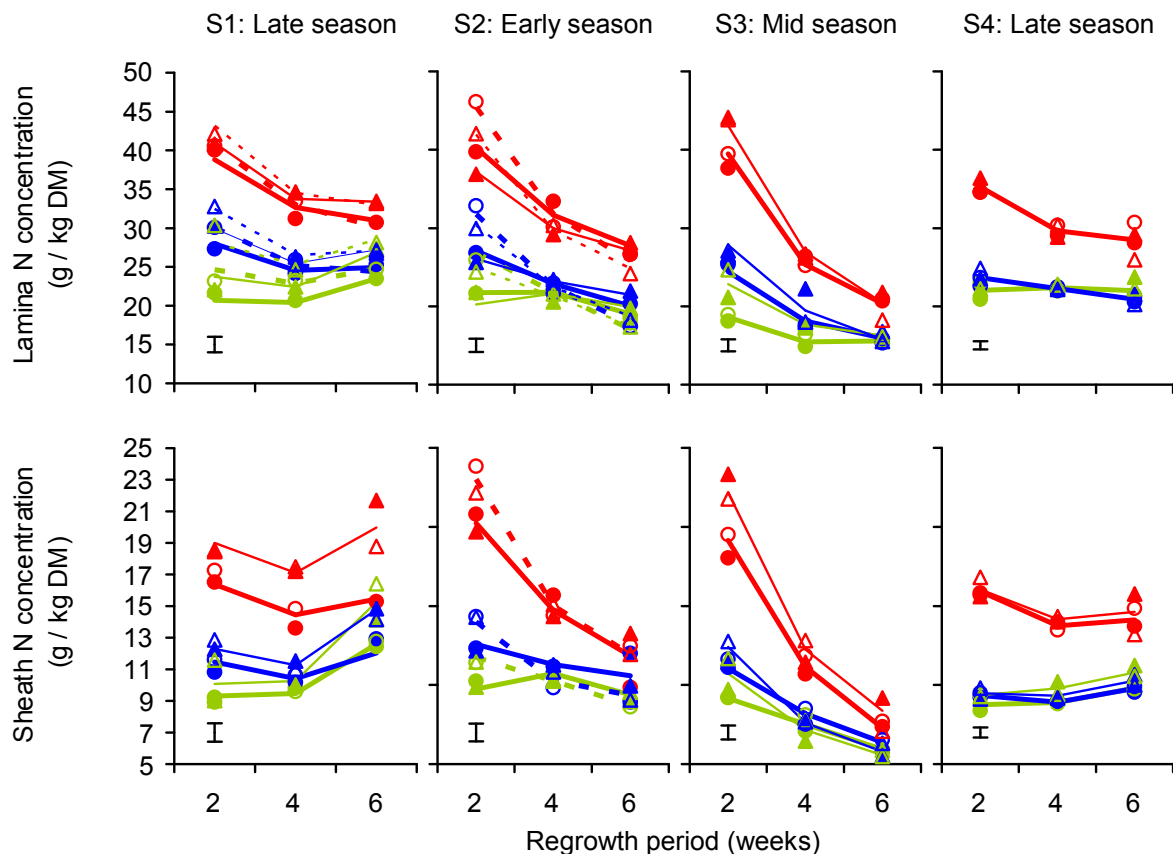 S1: Late season S2: Early season S3: Mid season S4: Late season
Lamina N concentration
(g / kg DM)
50
45
40
35
30
25
20
15
10
Sheath N concentration
(g / kg DM)
25
23
21
19
17
15
13
11
9
7
5
2 4 6 2 4 6 2 4 6 2 4 6
Regrowth period (weeks)